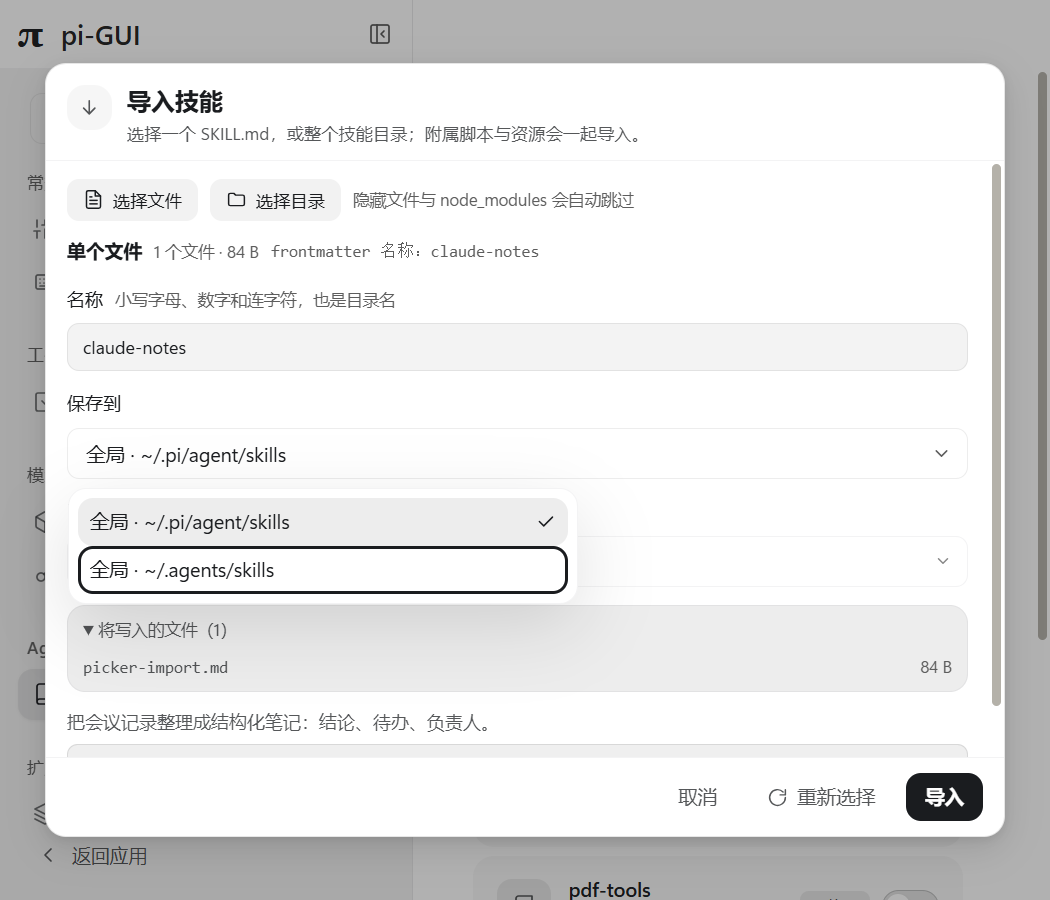 π pi-GUI
导入技能
选择一个 SKILL.md，或整个技能目录；附属脚本与资源会一起导入。
选择文件 选择目录 隐藏文件与 node_modules 会自动跳过
单个文件 1 个文件 · 84 B frontmatter 名称：claude-notes
名称 小写字母、数字和连字符，也是目录名
claude-notes
保存到
全局 · ~/.pi/agent/skills
全局 · ~/.pi/agent/skills
全局 · ~/.agents/skills
▼ 将写入的文件（1）
picker-import.md 84 B
把会议记录整理成结构化笔记：结论、待办、负责人。
取消 重新选择 导入
常
工
模
Ag
扩
返回应用
pdf-tools